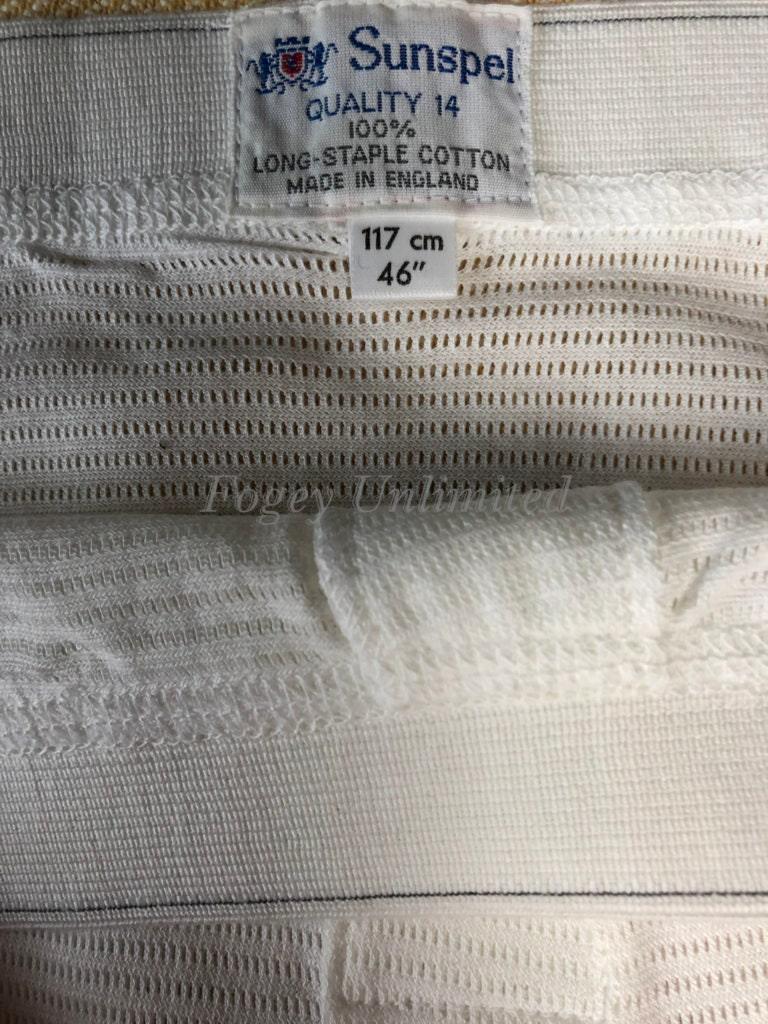 Sunspel
QUALITY 14
100%
LONG-STAPLE COTTON
MADE IN ENGLAND
117 cm
46"
Fogey Unlimited